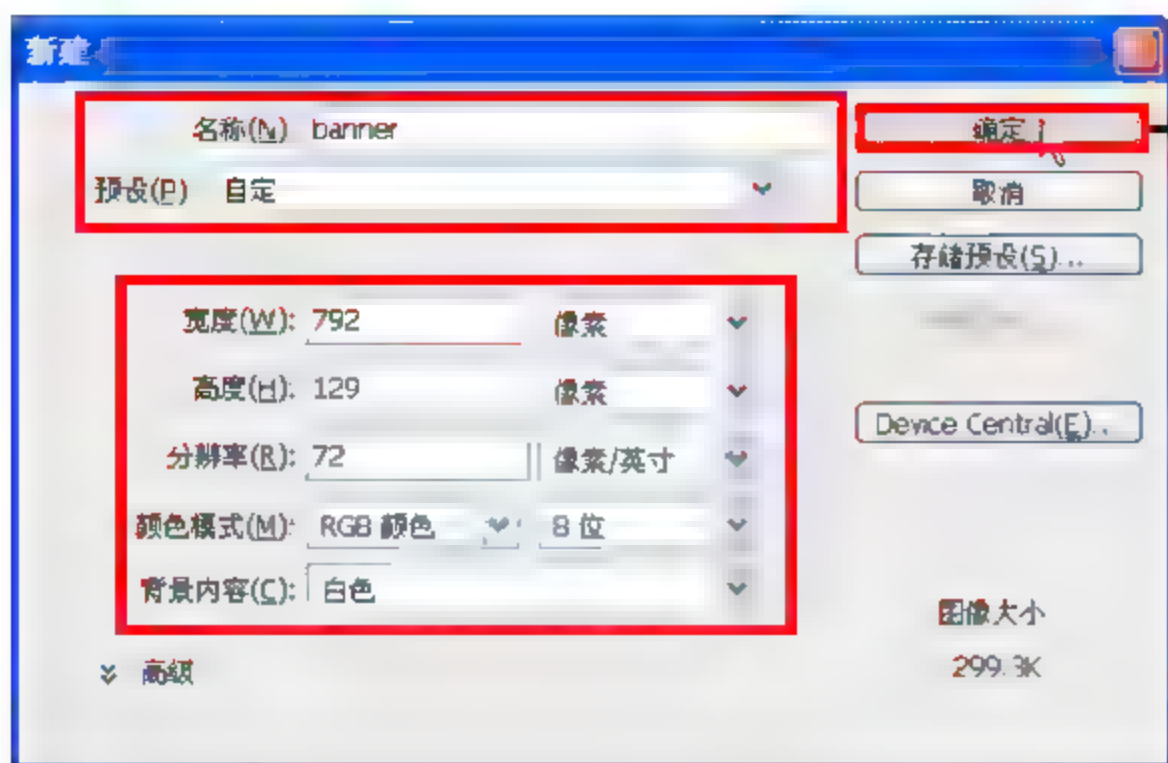 新建
名称(N) banner
确定
预设(P) 自定
取消
存储预设(S)...
宽度(W): 792 像素
高度(H): 129 像素
Device Central(E)...
分辨率(R): 72 像素/英寸
颜色模式(M): RGB 颜色 8 位
背景内容(C): 白色
图像大小
高级
299.3K